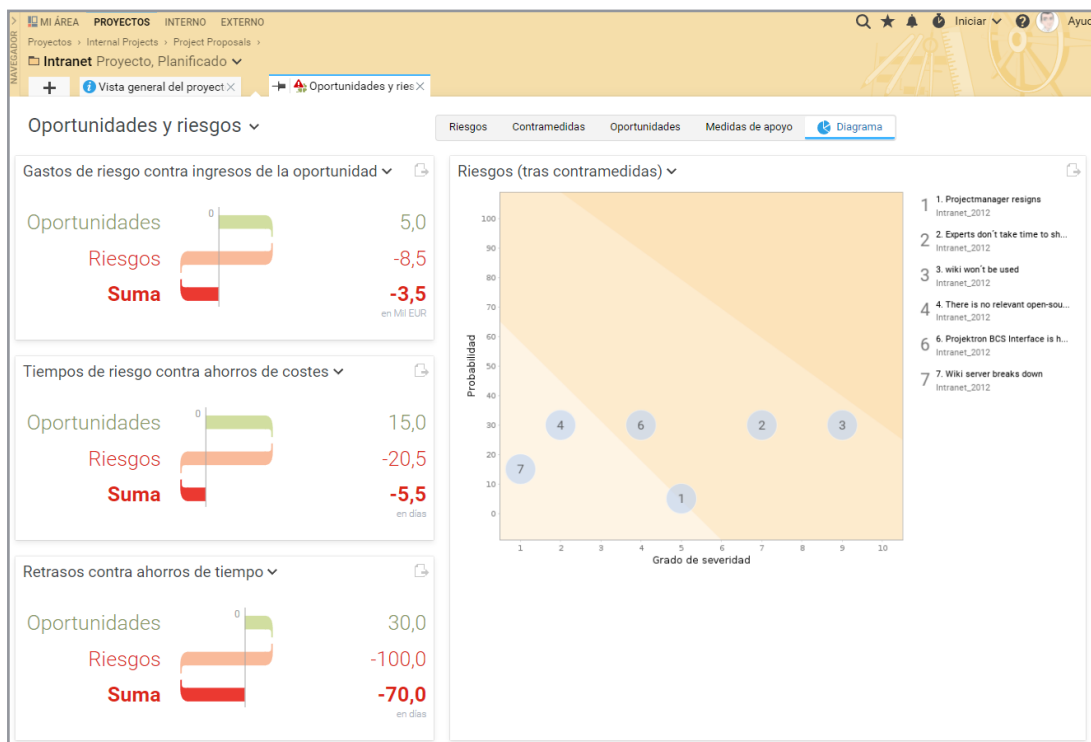 NAVEGADOR
MI ÁREA PROYECTOS INTERNO EXTERNO
Iniciar
Ayud
Proyectos › Internal Projects › Project Proposals ›
Intranet Proyecto, Planificado
Vista general del proyect
Oportunidades y ries
Oportunidades y riesgos
Riesgos Contramedidas Oportunidades Medidas de apoyo Diagrama
Gastos de riesgo contra ingresos de la oportunidad
0
Oportunidades 5,0
Riesgos -8,5
Suma -3,5
en Mil EUR
Tiempos de riesgo contra ahorros de costes
0
Oportunidades 15,0
Riesgos -20,5
Suma -5,5
en días
Retrasos contra ahorros de tiempo
0
Oportunidades 30,0
Riesgos -100,0
Suma -70,0
en días
Riesgos (tras contramedidas)
Probabilidad
100
90
80
70
60
50
40
30
20
10
0
4 6 2 3
7
1
1 2 3 4 5 6 7 8 9 10
Grado de severidad
1 1. Projectmanager resigns
Intranet_2012
2 2. Experts don´t take time to sh...
Intranet_2012
3 3. wiki won´t be used
Intranet_2012
4 4. There is no relevant open-sou...
Intranet_2012
6 6. Projektron BCS Interface is h...
Intranet_2012
7 7. Wiki server breaks down
Intranet_2012